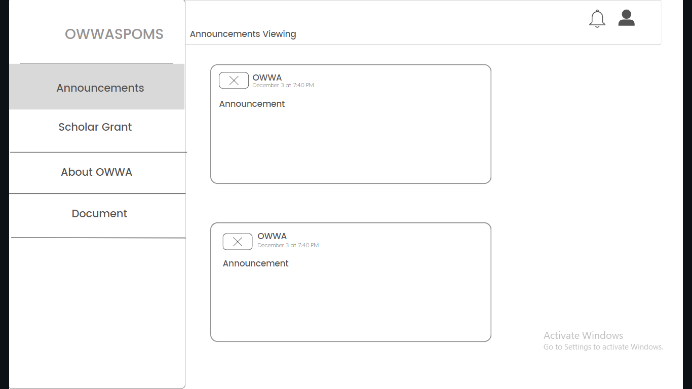 OWWASPOMS
Announcements Viewing
Announcements
Scholar Grant
About OWWA
Document
OWWA
December 3 at 7:40 PM
Announcement
OWWA
December 3 at 7:40 PM
Announcement
Activate Windows
Go to Settings to activate Windows.